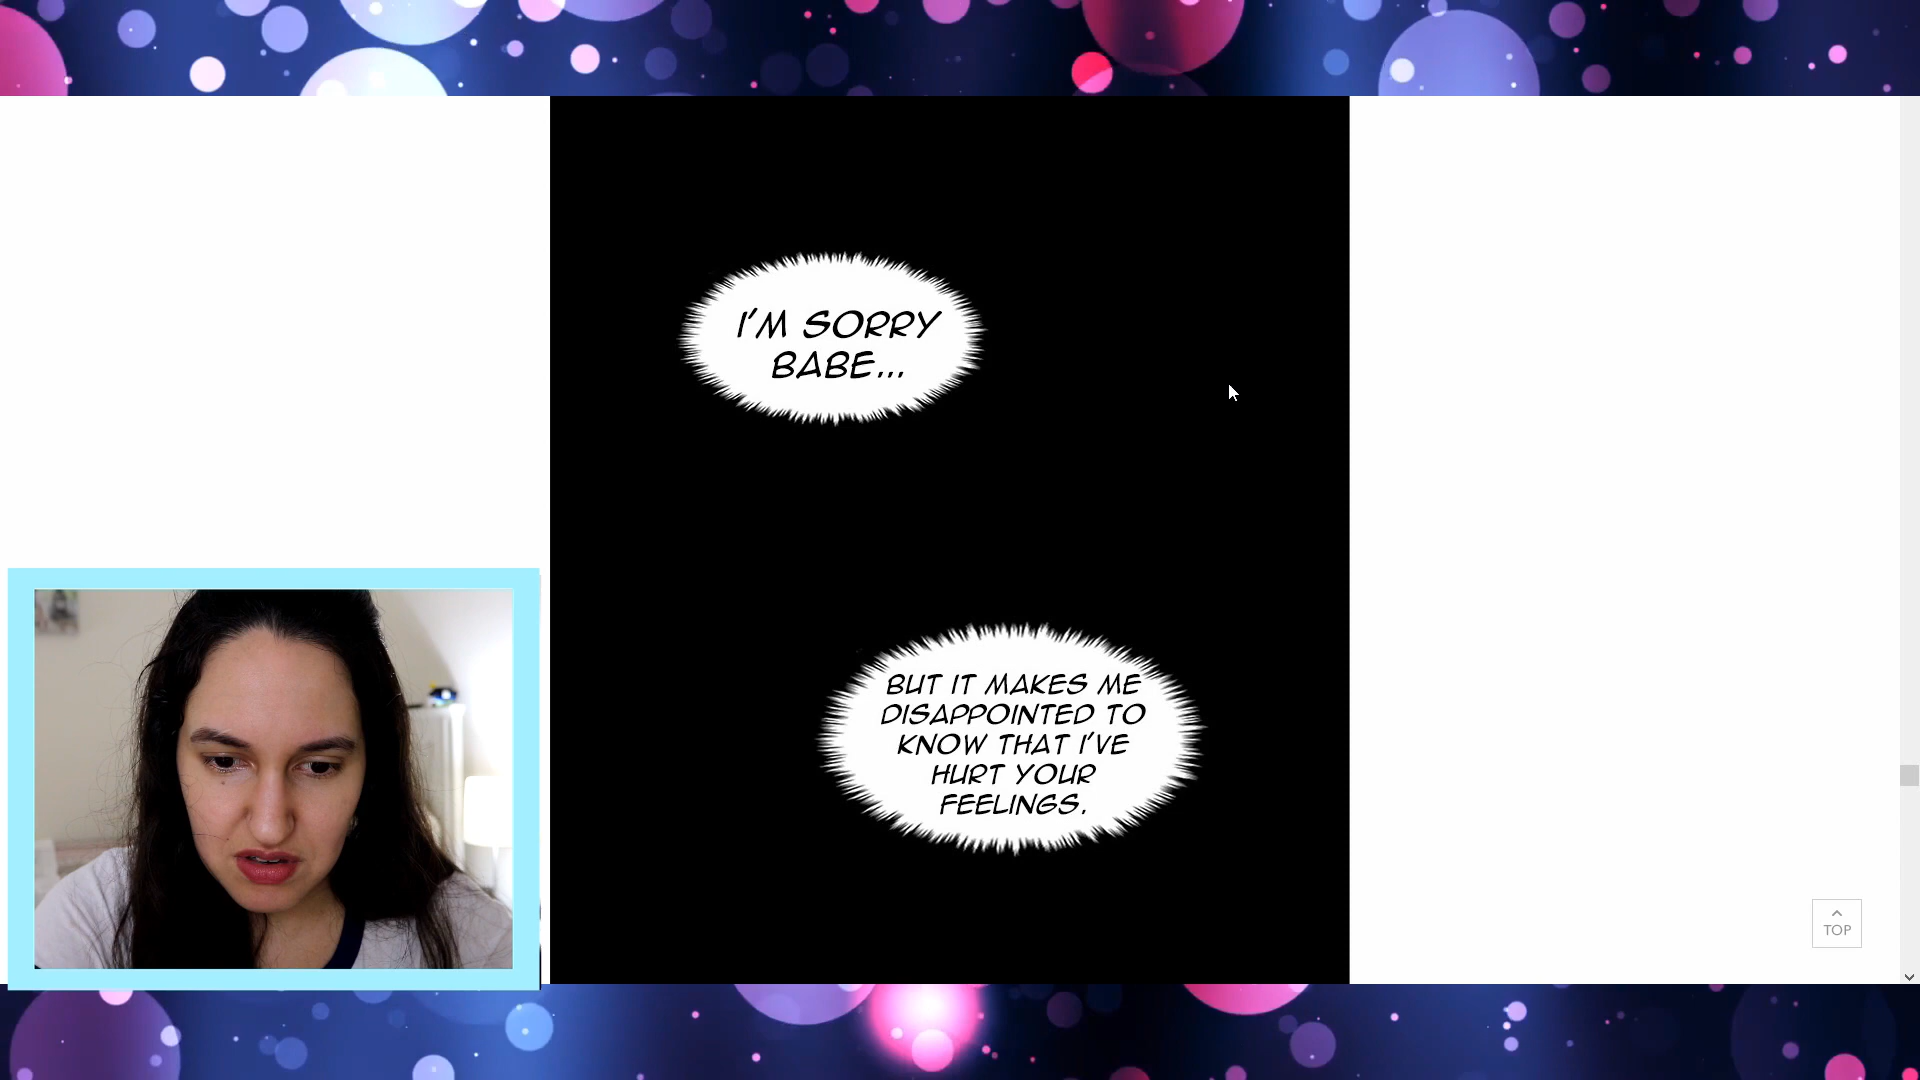 I'M SORRY
BABE...
BUT IT MAKES ME
DISAPPOINTED TO
KNOW THAT I'VE
HURT YOUR
FEELINGS.
TOP